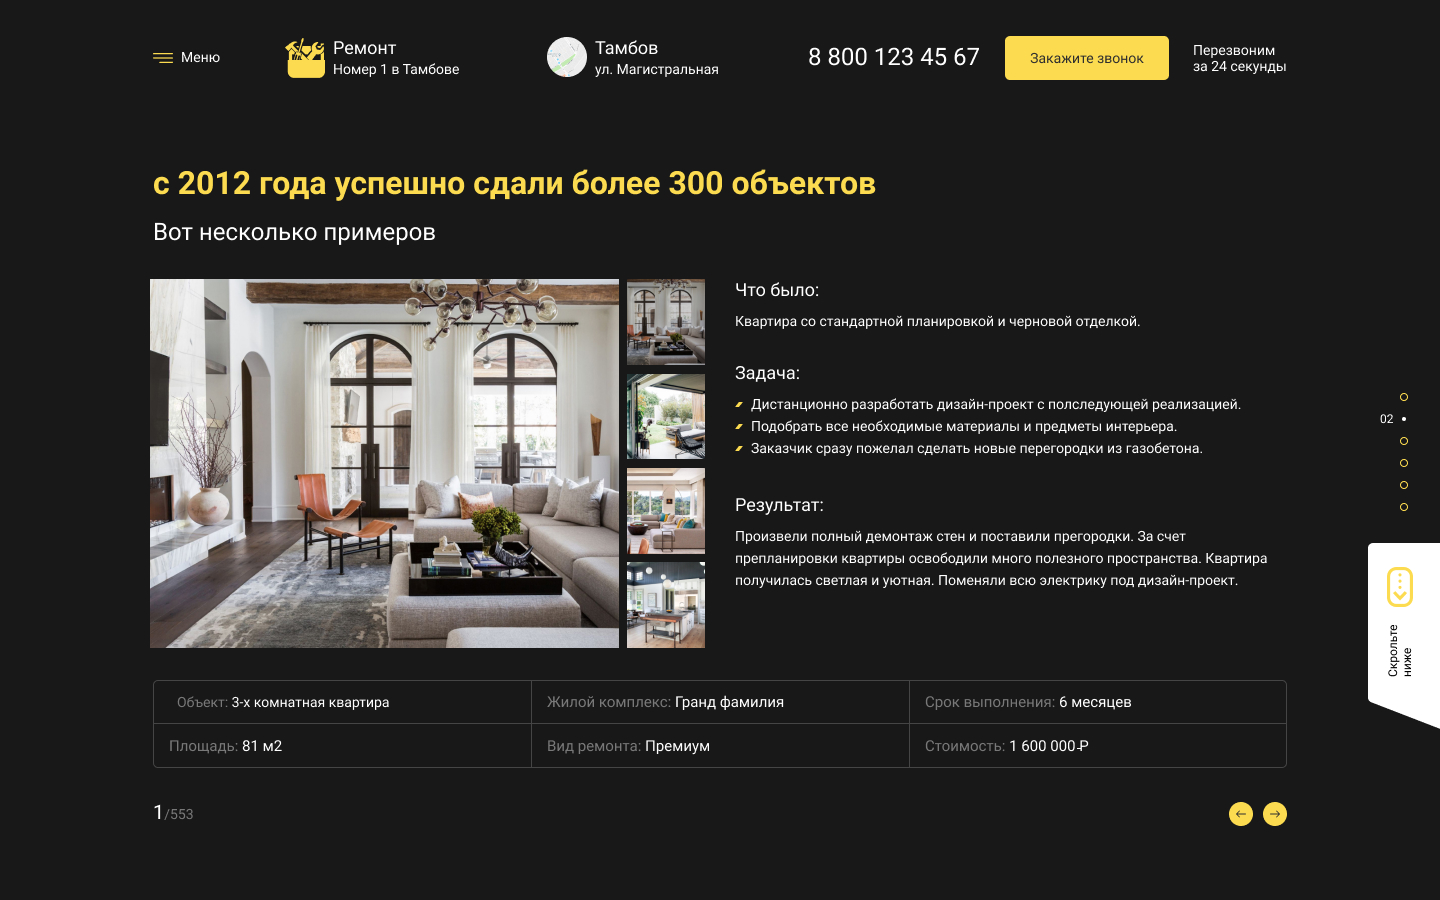 Меню
Ремонт
Номер 1 в Тамбове
Тамбов
ул. Магистральная
8 800 123 45 67
Закажите звонок
Перезвоним
за 24 секунды
с 2012 года успешно сдали более 300 объектов
Вот несколько примеров
Что было:
Квартира со стандартной планировкой и черновой отделкой.
Задача:
Дистанционно разработать дизайн-проект с полследующей реализацией.
Подобрать все необходимые материалы и предметы интерьера.
Заказчик сразу пожелал сделать новые перегородки из газобетона.
Результат:
Произвели полный демонтаж стен и поставили прегородки. За счет
препланировки квартиры освободили много полезного пространства. Квартира
получилась светлая и уютная. Поменяли всю электрику под дизайн-проект.
02
Скрольте
ниже
Объект: 3-х комнатная квартира
Жилой комплекс: Гранд фамилия
Срок выполнения: 6 месяцев
Площадь: 81 м2
Вид ремонта: Премиум
Стоимость: 1 600 000 ₽
1/553